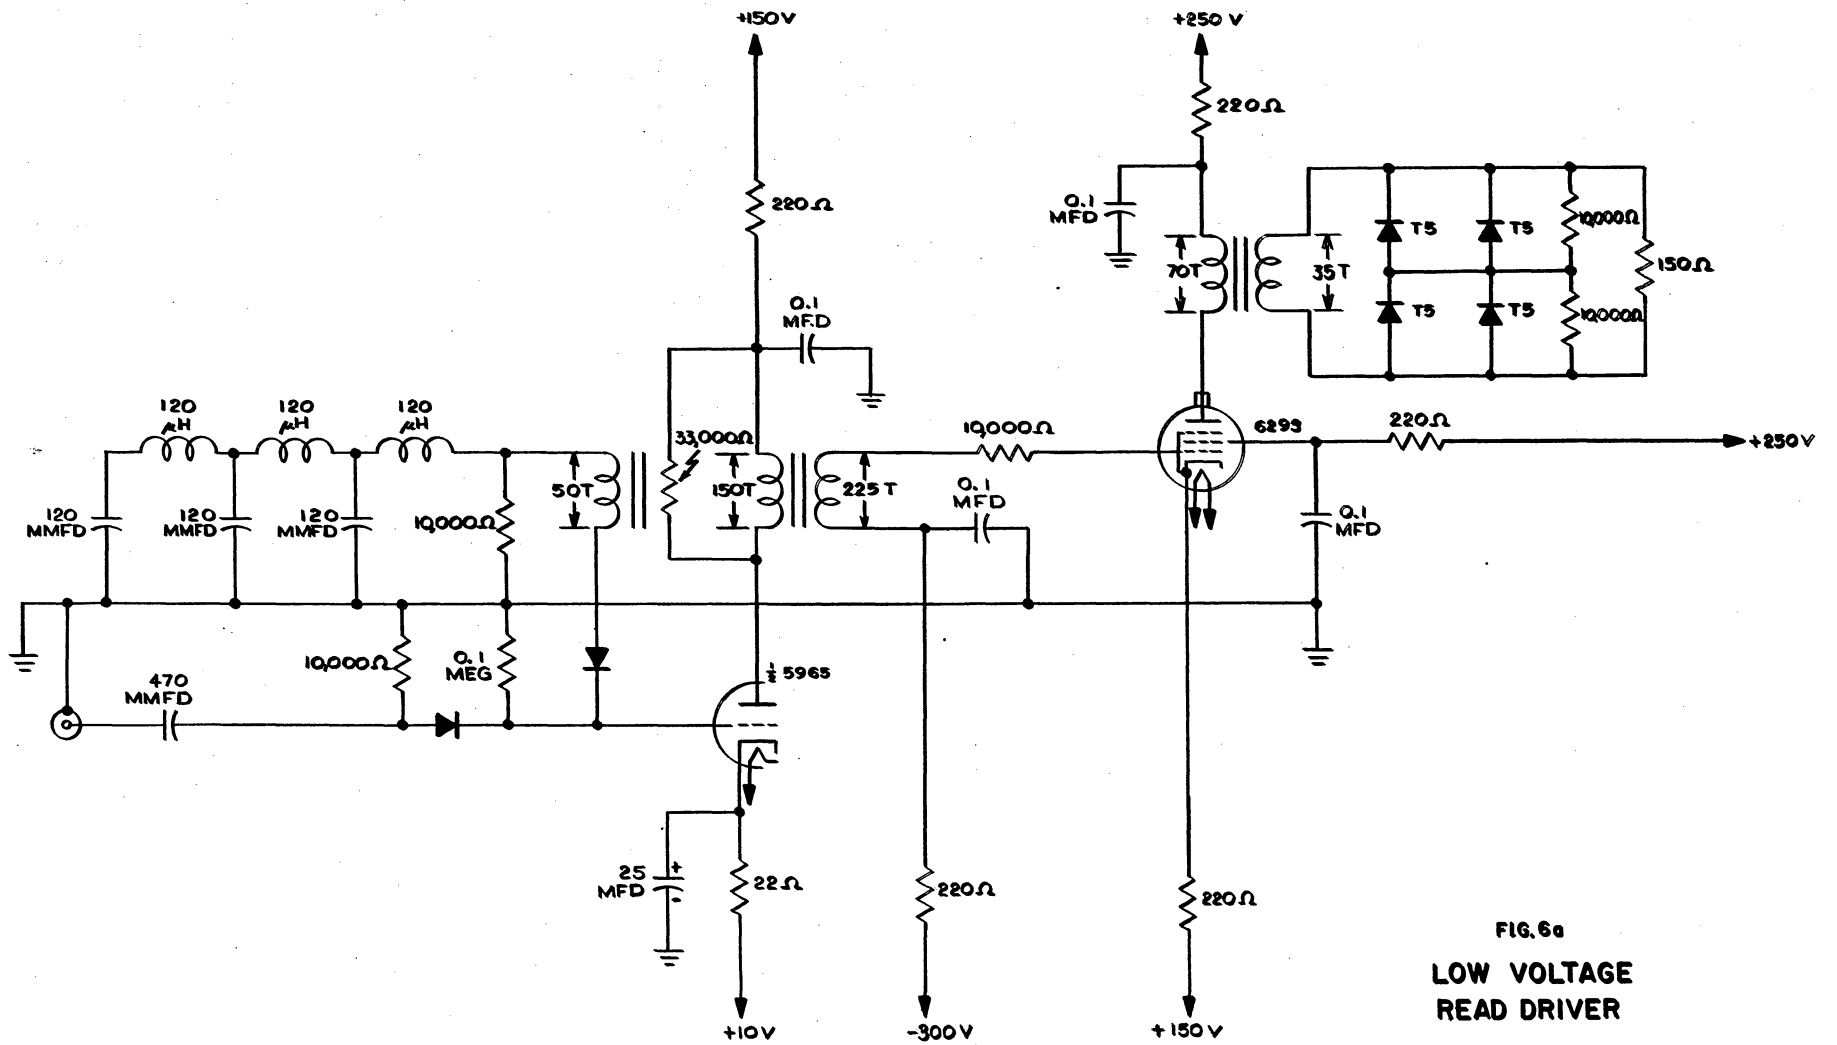 +150V
+250V
220Ω
0.1
MFD
70T
35T
T5
T5
10,000Ω
150Ω
T5
T5
10,000Ω
220Ω
0.1
MFD
120
μH
120
μH
120
μH
33,000Ω
10,000Ω
6293
220Ω
+250V
50T
150T
225T
0.1
MFD
120
MMFD
120
MMFD
120
MMFD
10,000Ω
0.1
MFD
10,000Ω
0.1
MEG
470
MMFD
½ 5965
25
MFD
+
-
22Ω
220Ω
220Ω
+10V
-300V
+150V
FIG. 6a
LOW VOLTAGE
READ DRIVER